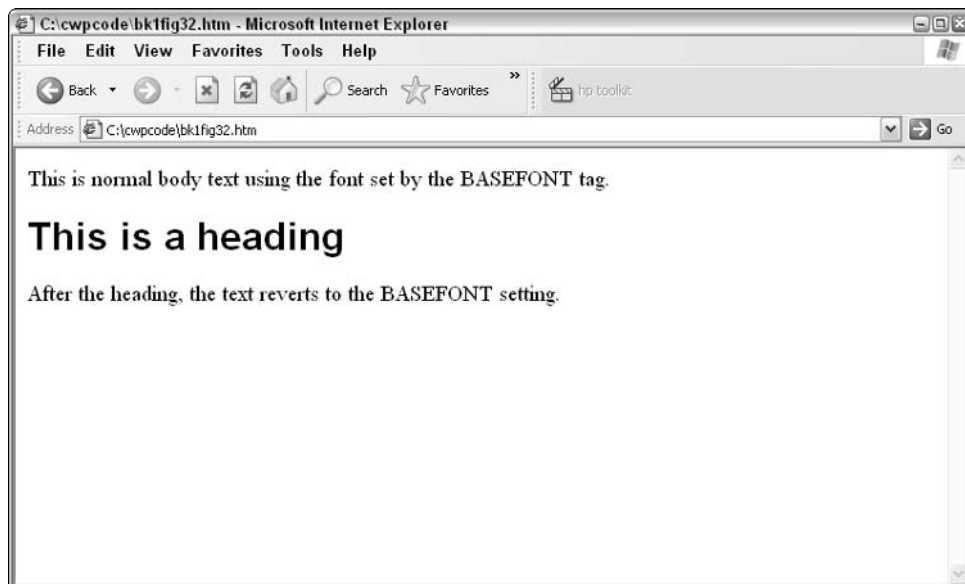 C:\cwpcode\bk1fig32.htm - Microsoft Internet Explorer
File Edit View Favorites Tools Help
Back Search Favorites » hp toolkit
Address C:\cwpcode\bk1fig32.htm Go
This is normal body text using the font set by the BASEFONT tag.
This is a heading
After the heading, the text reverts to the BASEFONT setting.